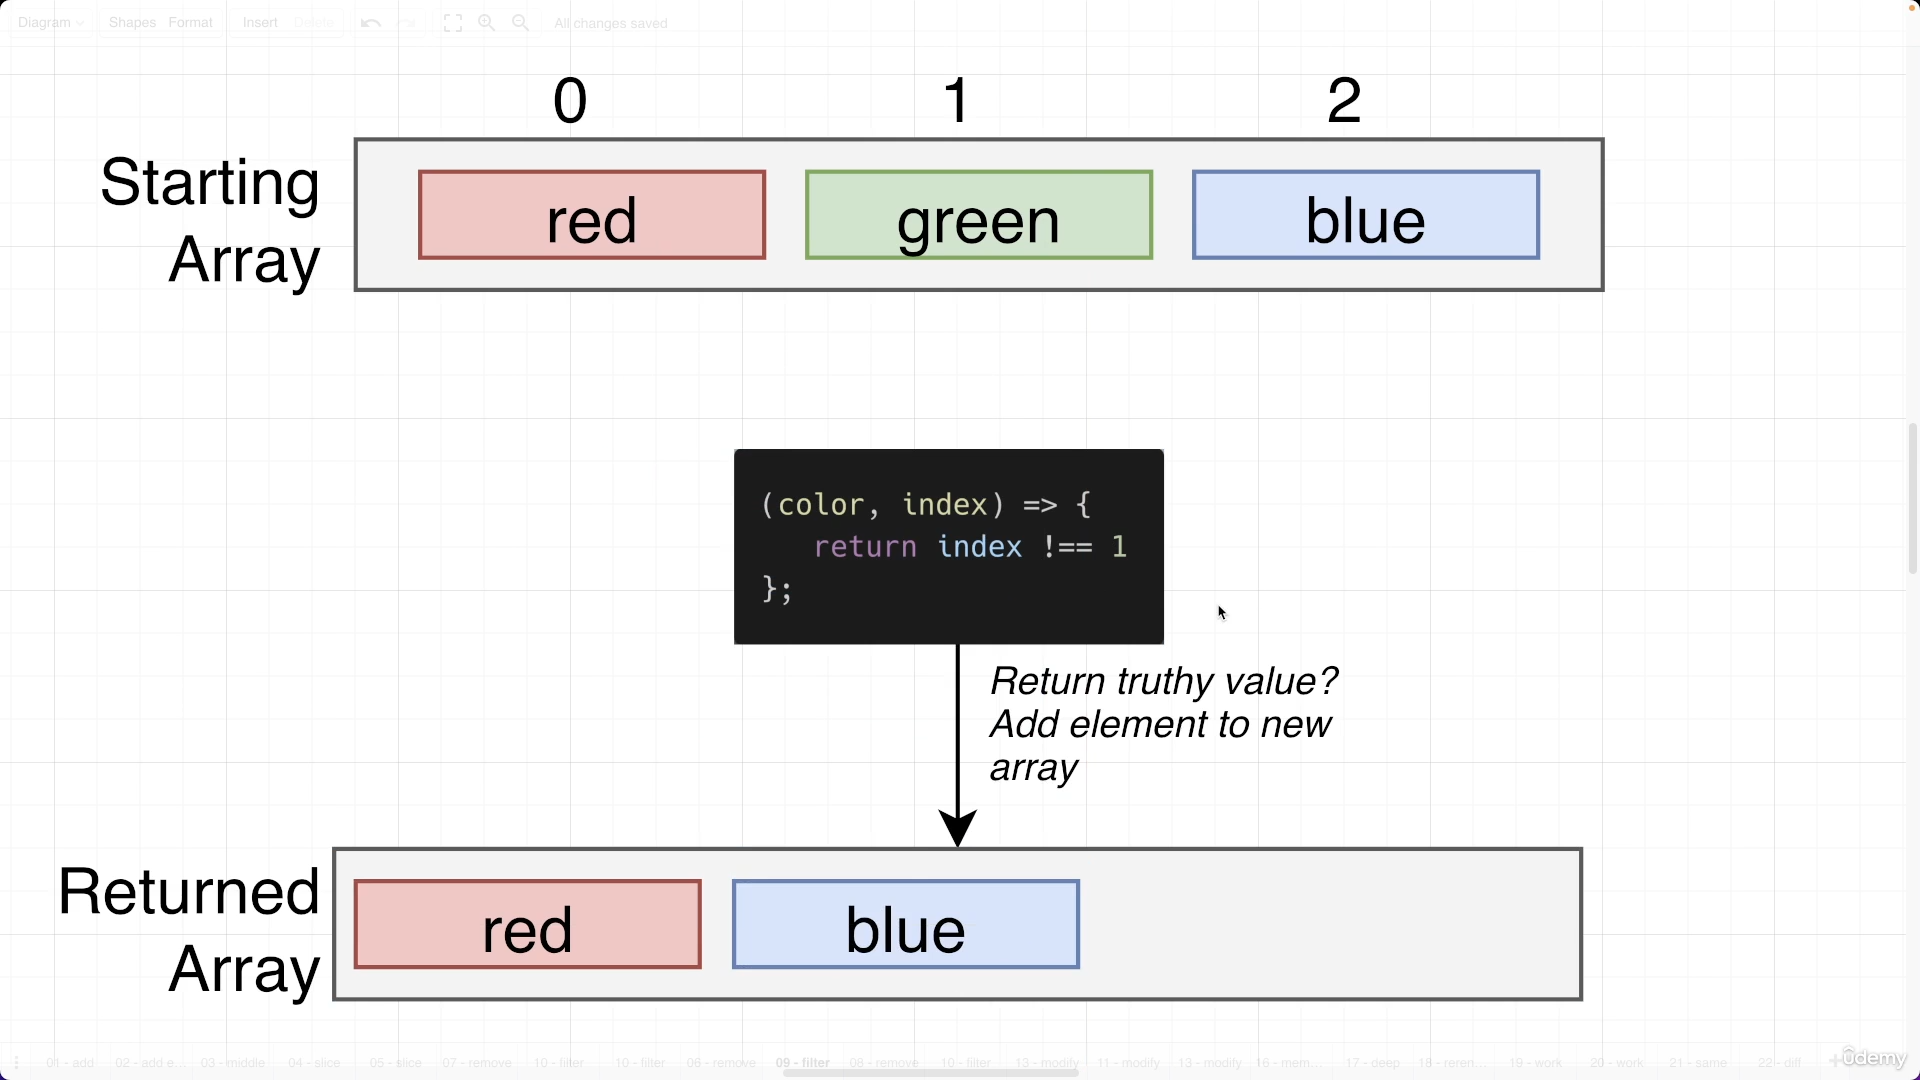 Diagram
Shapes Format
Insert Delete
All changes saved
0 1 2
Starting
Array
red green blue
(color, index) => {
return index !== 1
};
Return truthy value?
Add element to new
array
Returned
Array
red blue
01 - add 02 - add e... 03 - middle 04 - slice 05 - slice 07 - remove 10 - filter 10 - filter 06 - remove 09 - filter 08 - remove 10 - filter 13 - modify 11 - modify 13 - modify 16 - mem... 17 - deep 18 - reren... 19 - work 20 - work 21 - same 22 - diff
ûdemy